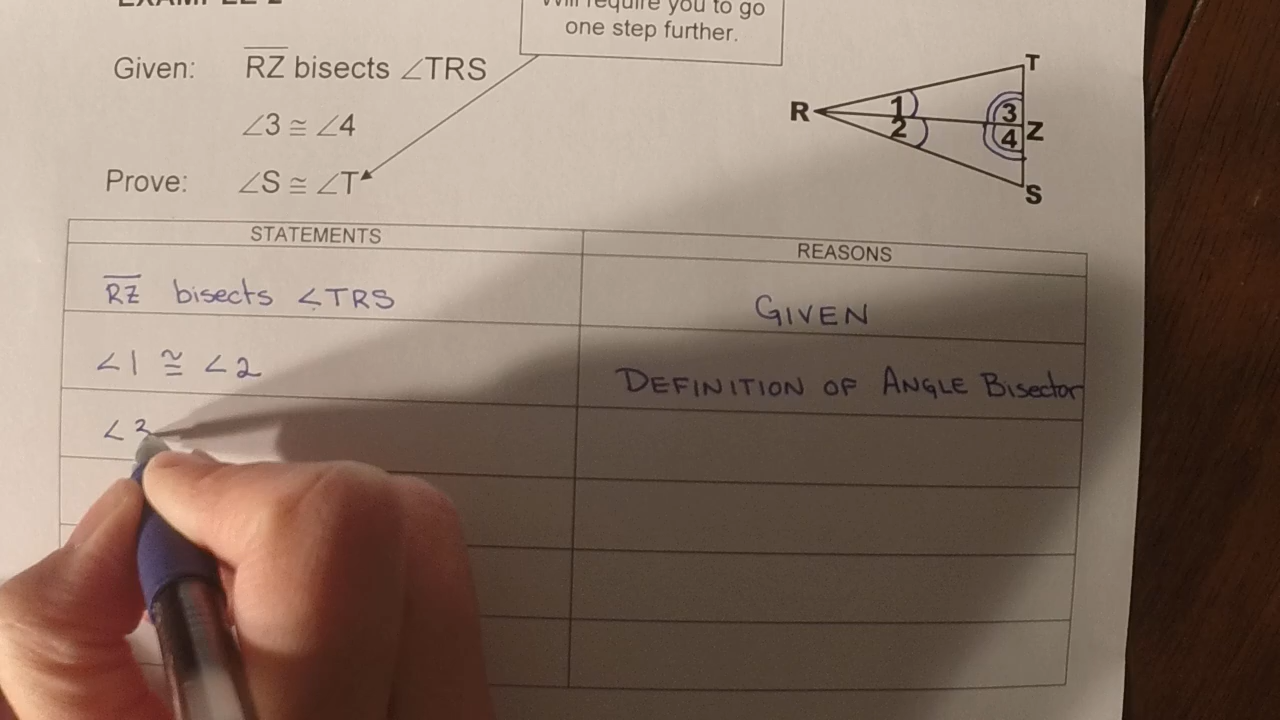 Will require you to go
one step further.
Given: RZ bisects ∠TRS
∠3 ≅ ∠4
Prove: ∠S ≅ ∠T
T
R 1 3
2 4 Z
S
STATEMENTS REASONS
RZ bisects ∠TRS GIVEN
∠1 ≅ ∠2 DEFINITION OF ANGLE Bisector
∠3